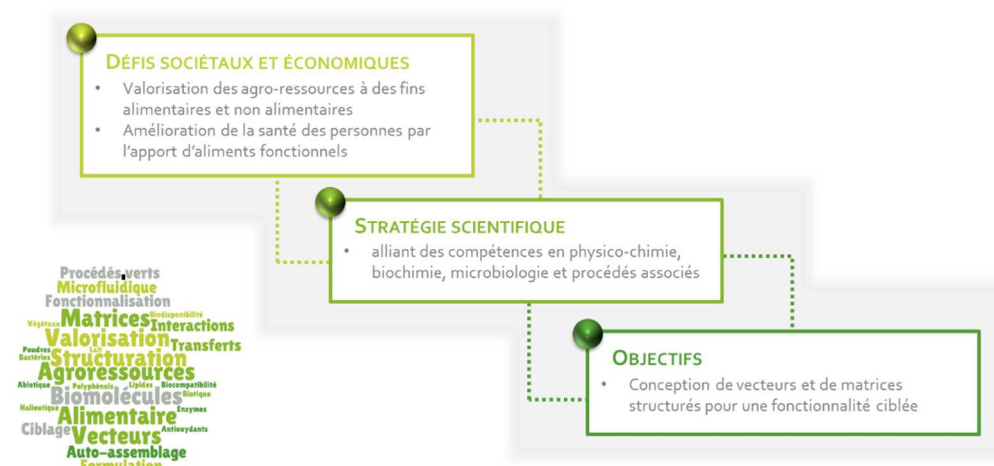 DÉFIS SOCIÉTAUX ET ÉCONOMIQUES
• Valorisation des agro-ressources à des fins
alimentaires et non alimentaires
• Amélioration de la santé des personnes par
l'apport d'aliments fonctionnels
STRATÉGIE SCIENTIFIQUE
• alliant des compétences en physico-chimie,
biochimie, microbiologie et procédés associés
OBJECTIFS
• Conception de vecteurs et de matrices
structurés pour une fonctionnalité ciblée
Procédés verts
Microfluidique
Fonctionnalisation
Biodisponibilité
Végétaux Matrices Interactions
Valorisation Transferts
Poudres Lait
Bactéries Structuration
Agroressources
Abiotique Polyphénols Lipides Biocompatibilité
Biomolécules Biotique
Halieutique Alimentaire Enzymes
Ciblage Vecteurs Antioxydants
Auto-assemblage
Formulation